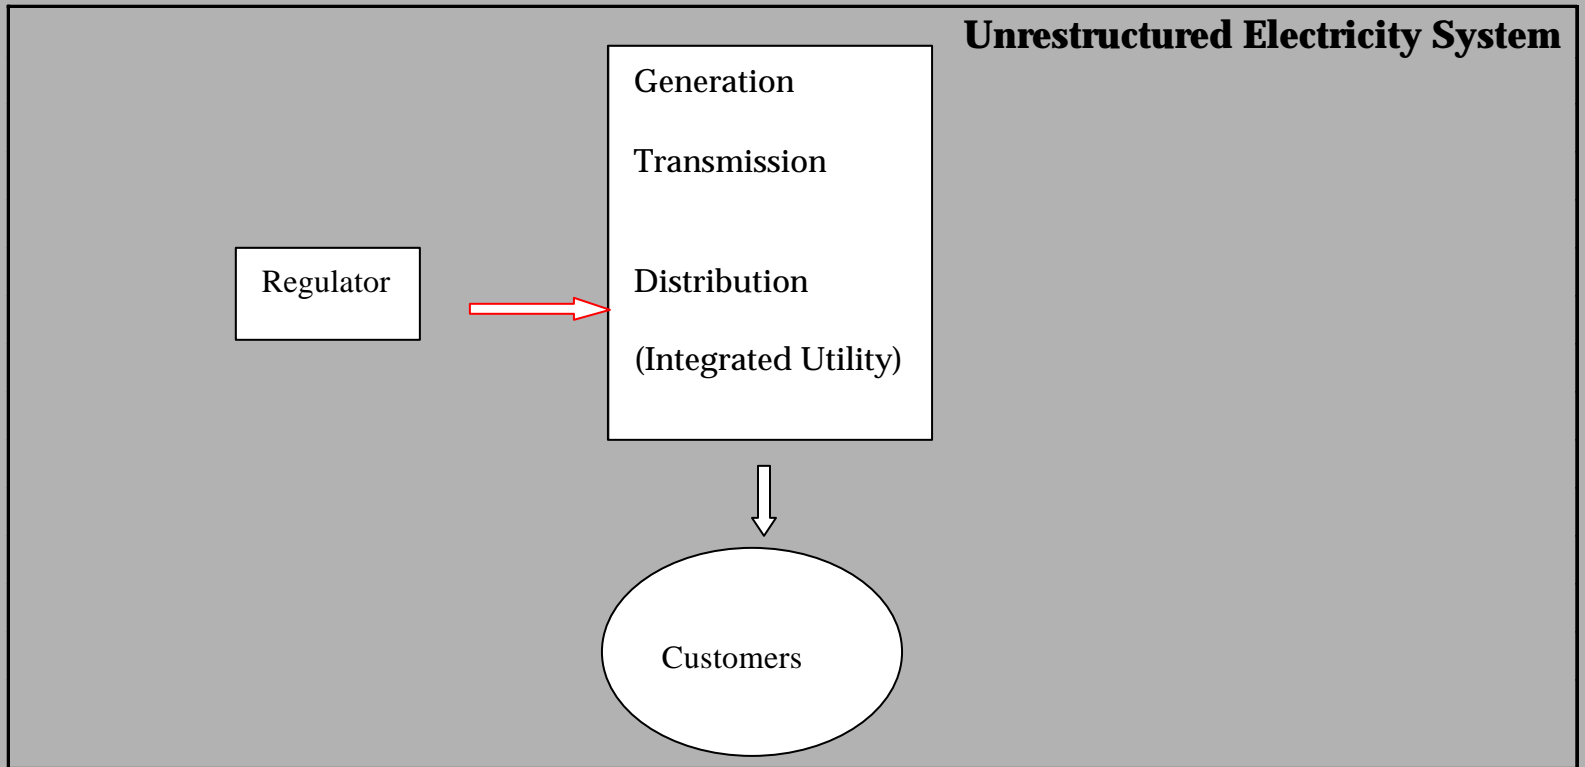 Unrestructured Electricity System
Generation
Transmission
Regulator
Distribution
(Integrated Utility)
Customers